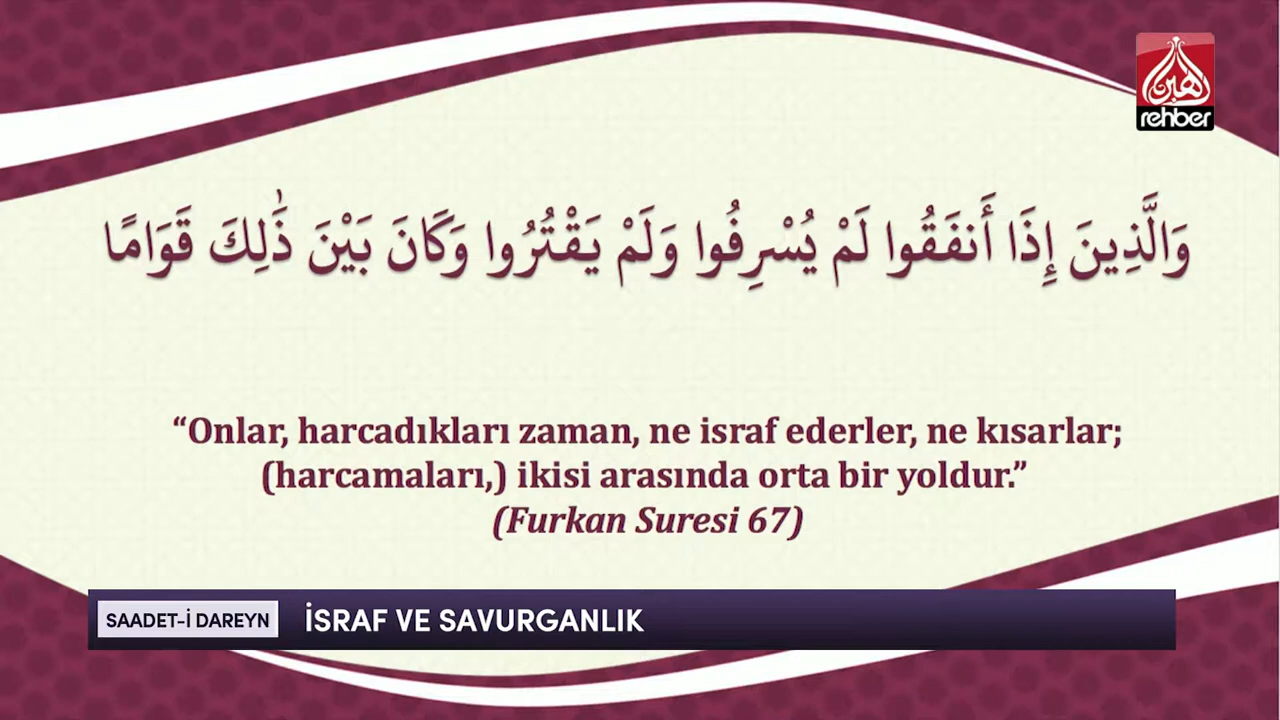 رهبر
rehber
وَالَّذِينَ إِذَا أَنفَقُوا لَمْ يُسْرِفُوا وَلَمْ يَقْتُرُوا وَكَانَ بَيْنَ ذَٰلِكَ قَوَامًا
“Onlar, harcadıkları zaman, ne israf ederler, ne kısarlar;
(harcamaları,) ikisi arasında orta bir yoldur.”
(Furkan Suresi 67)
SAADET-İ DAREYN
İSRAF VE SAVURGANLIK